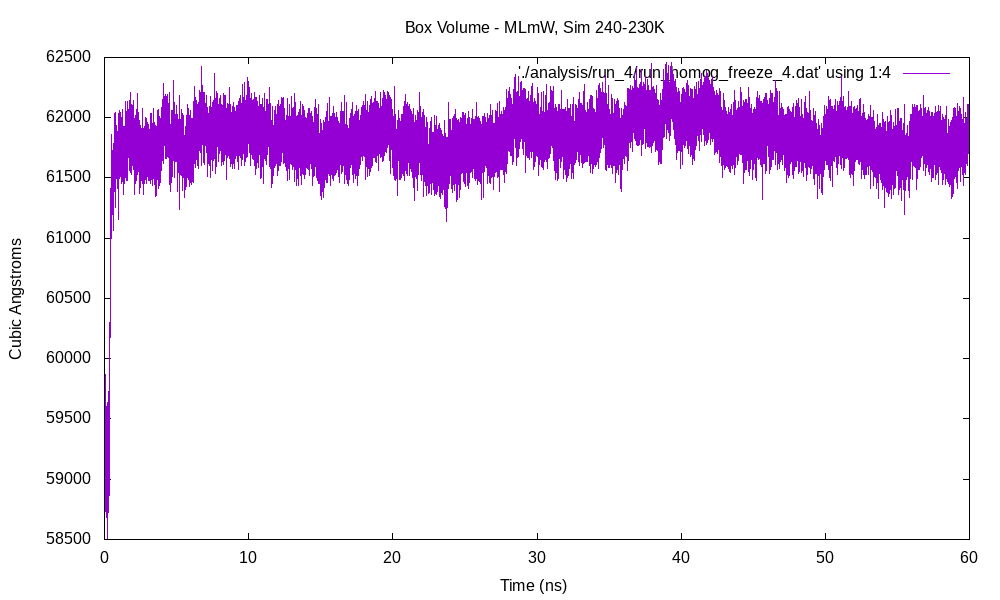 Box Volume - MLmW, Sim 240-230K
'./analysis/run_4/run_homog_freeze_4.dat' using 1:4
62500
62000
61500
61000
60500
60000
59500
59000
58500
Cubic Angstroms
0 10 20 30 40 50 60
Time (ns)